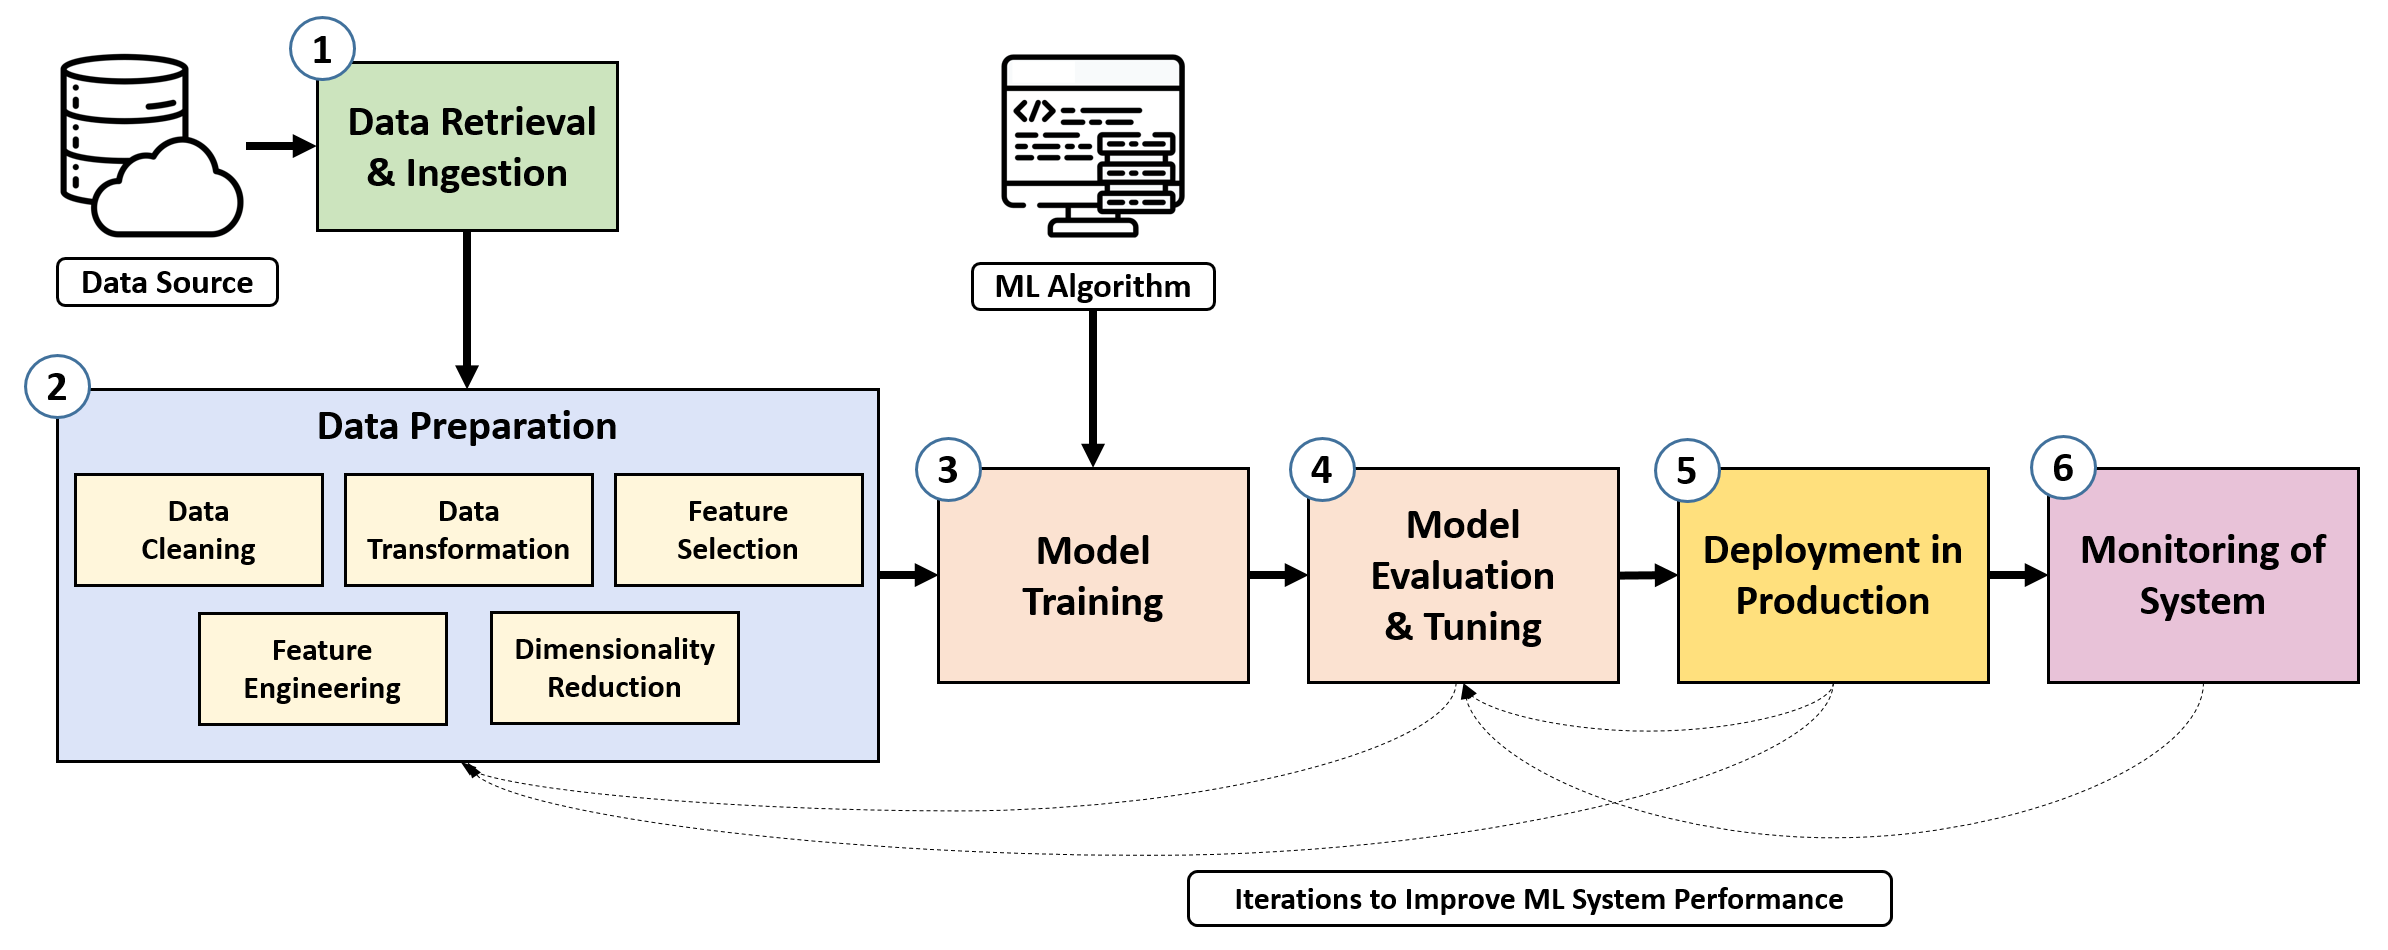 1
Data Retrieval
& Ingestion
Data Source
</>
ML Algorithm
2
Data Preparation
Data
Cleaning
Data
Transformation
Feature
Selection
Feature
Engineering
Dimensionality
Reduction
3
Model
Training
4
Model
Evaluation
& Tuning
5
Deployment in
Production
6
Monitoring of
System
Iterations to Improve ML System Performance